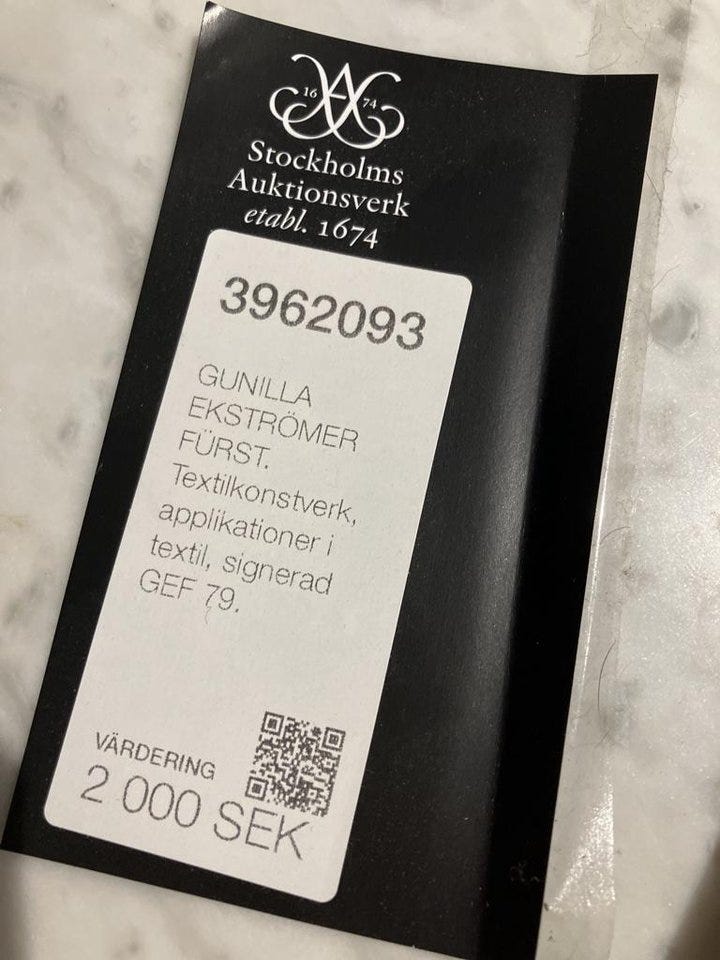 16 74
Stockholms
Auktionsverk
etabl. 1674
3962093
GUNILLA
EKSTRÖMER
FÜRST.
Textilkonstverk,
applikationer i
textil, signerad
GEF 79.
VÄRDERING
2 000 SEK